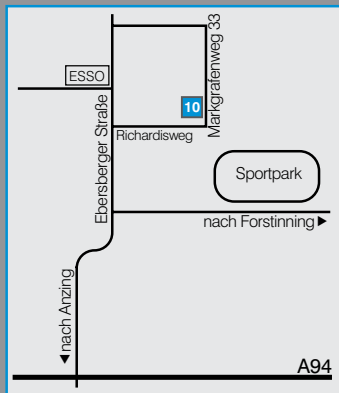 ESSO
Markgrafenweg 33
10
Ebersberger Straße
Richardisweg
Sportpark
nach Forstinning ▶
◀ nach Anzing
A94